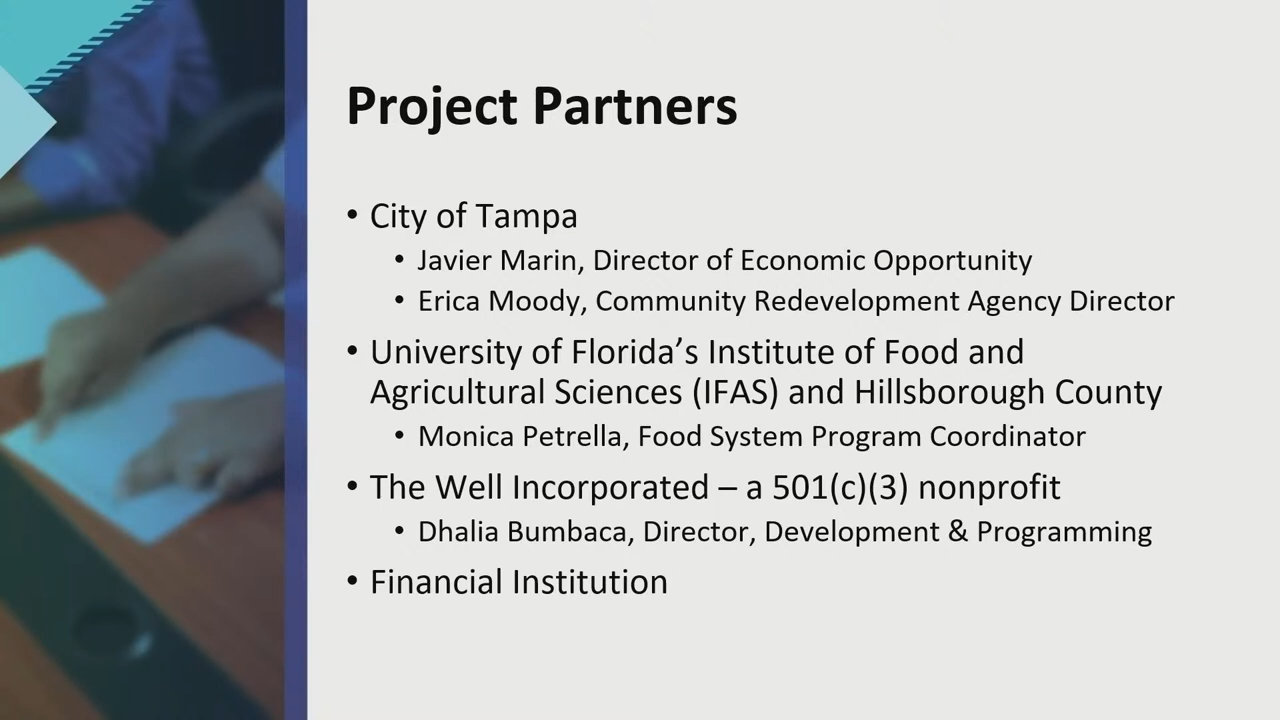 Project Partners
• City of Tampa
• Javier Marin, Director of Economic Opportunity
• Erica Moody, Community Redevelopment Agency Director
• University of Florida’s Institute of Food and
Agricultural Sciences (IFAS) and Hillsborough County
• Monica Petrella, Food System Program Coordinator
• The Well Incorporated – a 501(c)(3) nonprofit
• Dhalia Bumbaca, Director, Development & Programming
• Financial Institution